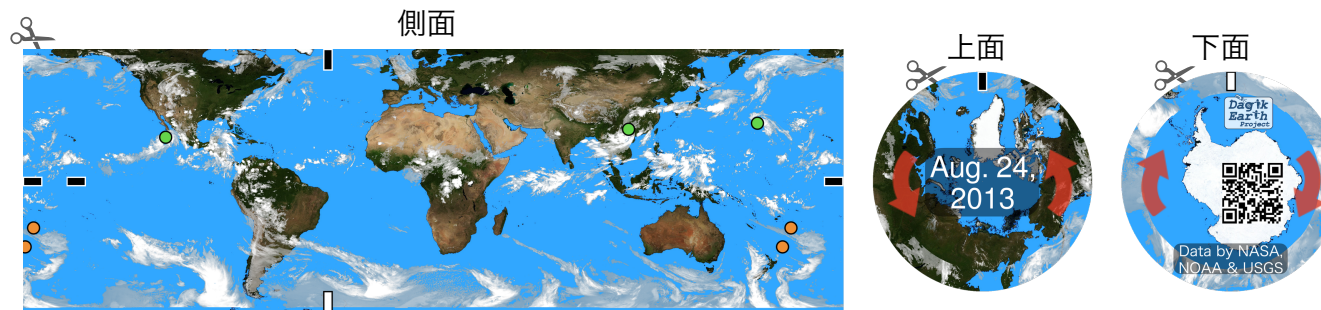 側面
上面
下面
Aug. 24,
2013
Dagik
Earth
Project
Data by NASA,
NOAA & USGS